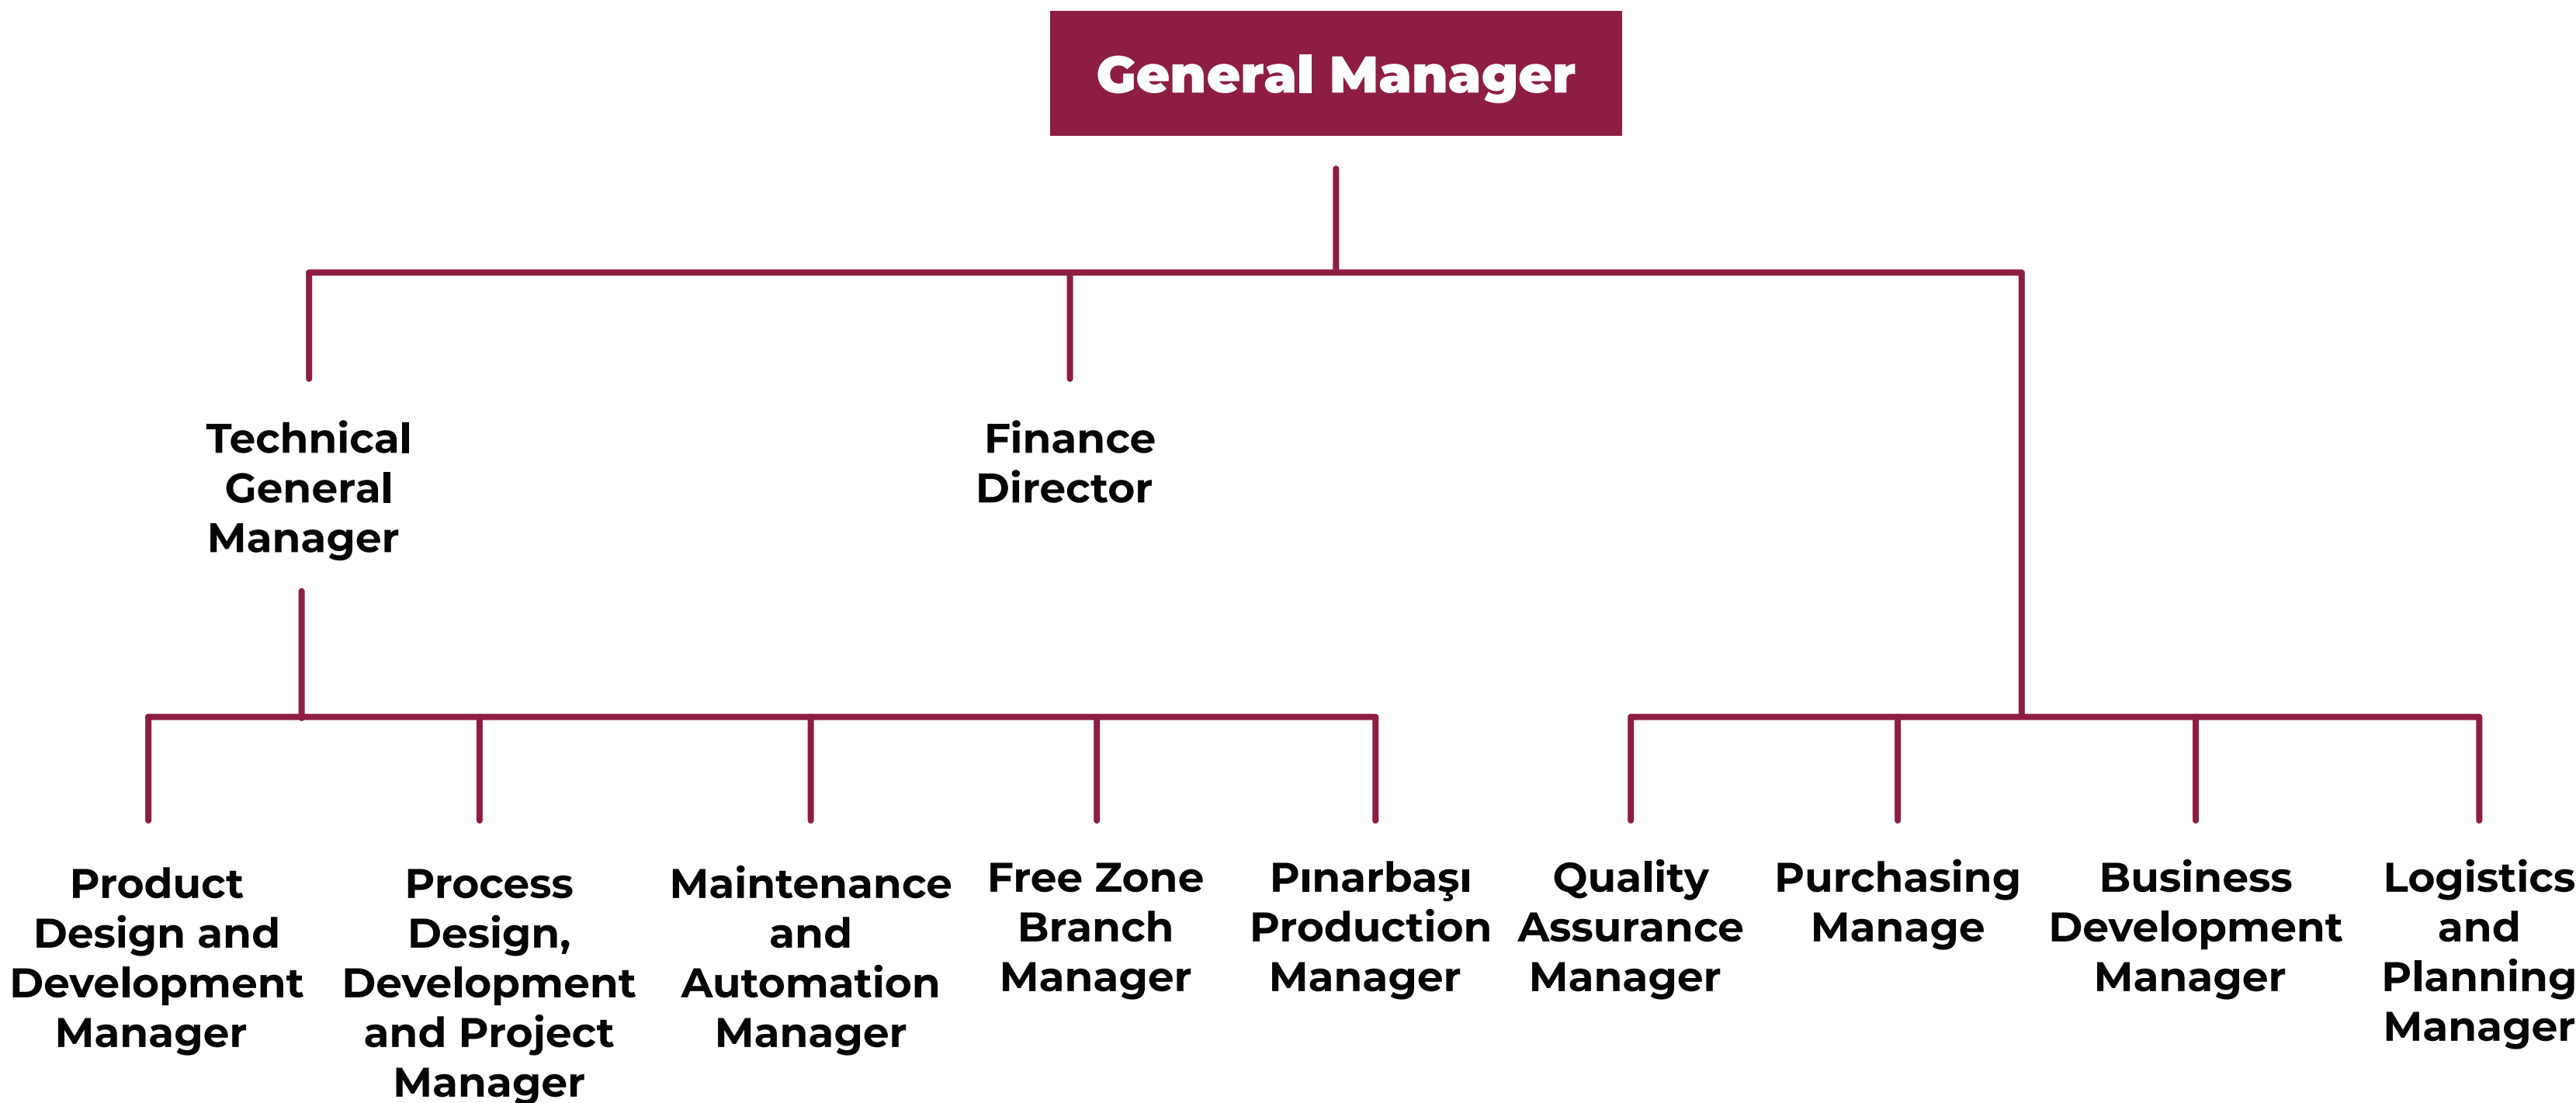 General Manager
Technical
General
Manager
Finance
Director
Product
Design and
Development
Manager
Process
Design,
Development
and Project
Manager
Maintenance
and
Automation
Manager
Free Zone
Branch
Manager
Pınarbaşı
Production
Manager
Quality
Assurance
Manager
Purchasing
Manage
Business
Development
Manager
Logistics
and
Planning
Manager